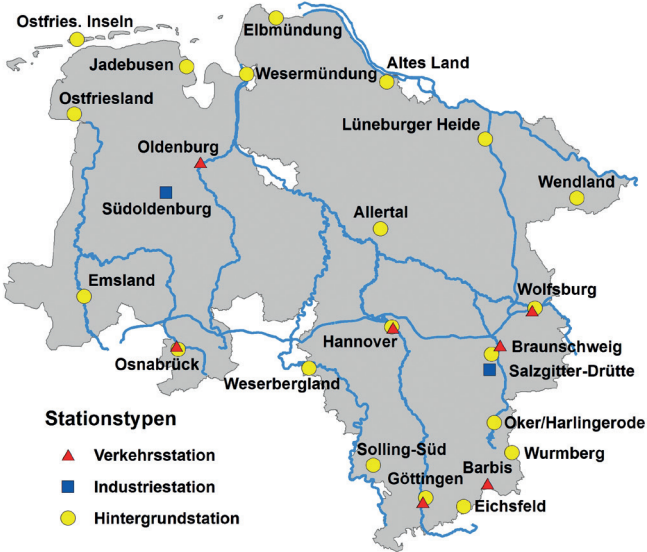 Ostfries. Inseln
Elbmündung
Jadebusen
Wesermündung
Altes Land
Ostfriesland
Lüneburger Heide
Oldenburg
Wendland
Südoldenburg
Allertal
Emsland
Wolfsburg
Hannover
Braunschweig
Osnabrück
Salzgitter-Drütte
Weserbergland
Oker/Harlingerode
Stationstypen
Solling-Süd
Wurmberg
Verkehrsstation
Barbis
Göttingen
Industriestation
Eichsfeld
Hintergrundstation